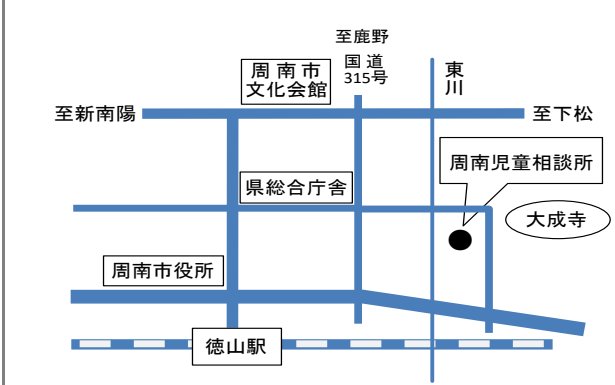 至鹿野
国道
315号
周南市
文化会館
東
川
至新南陽
至下松
周南児童相談所
県総合庁舎
大成寺
周南市役所
徳山駅